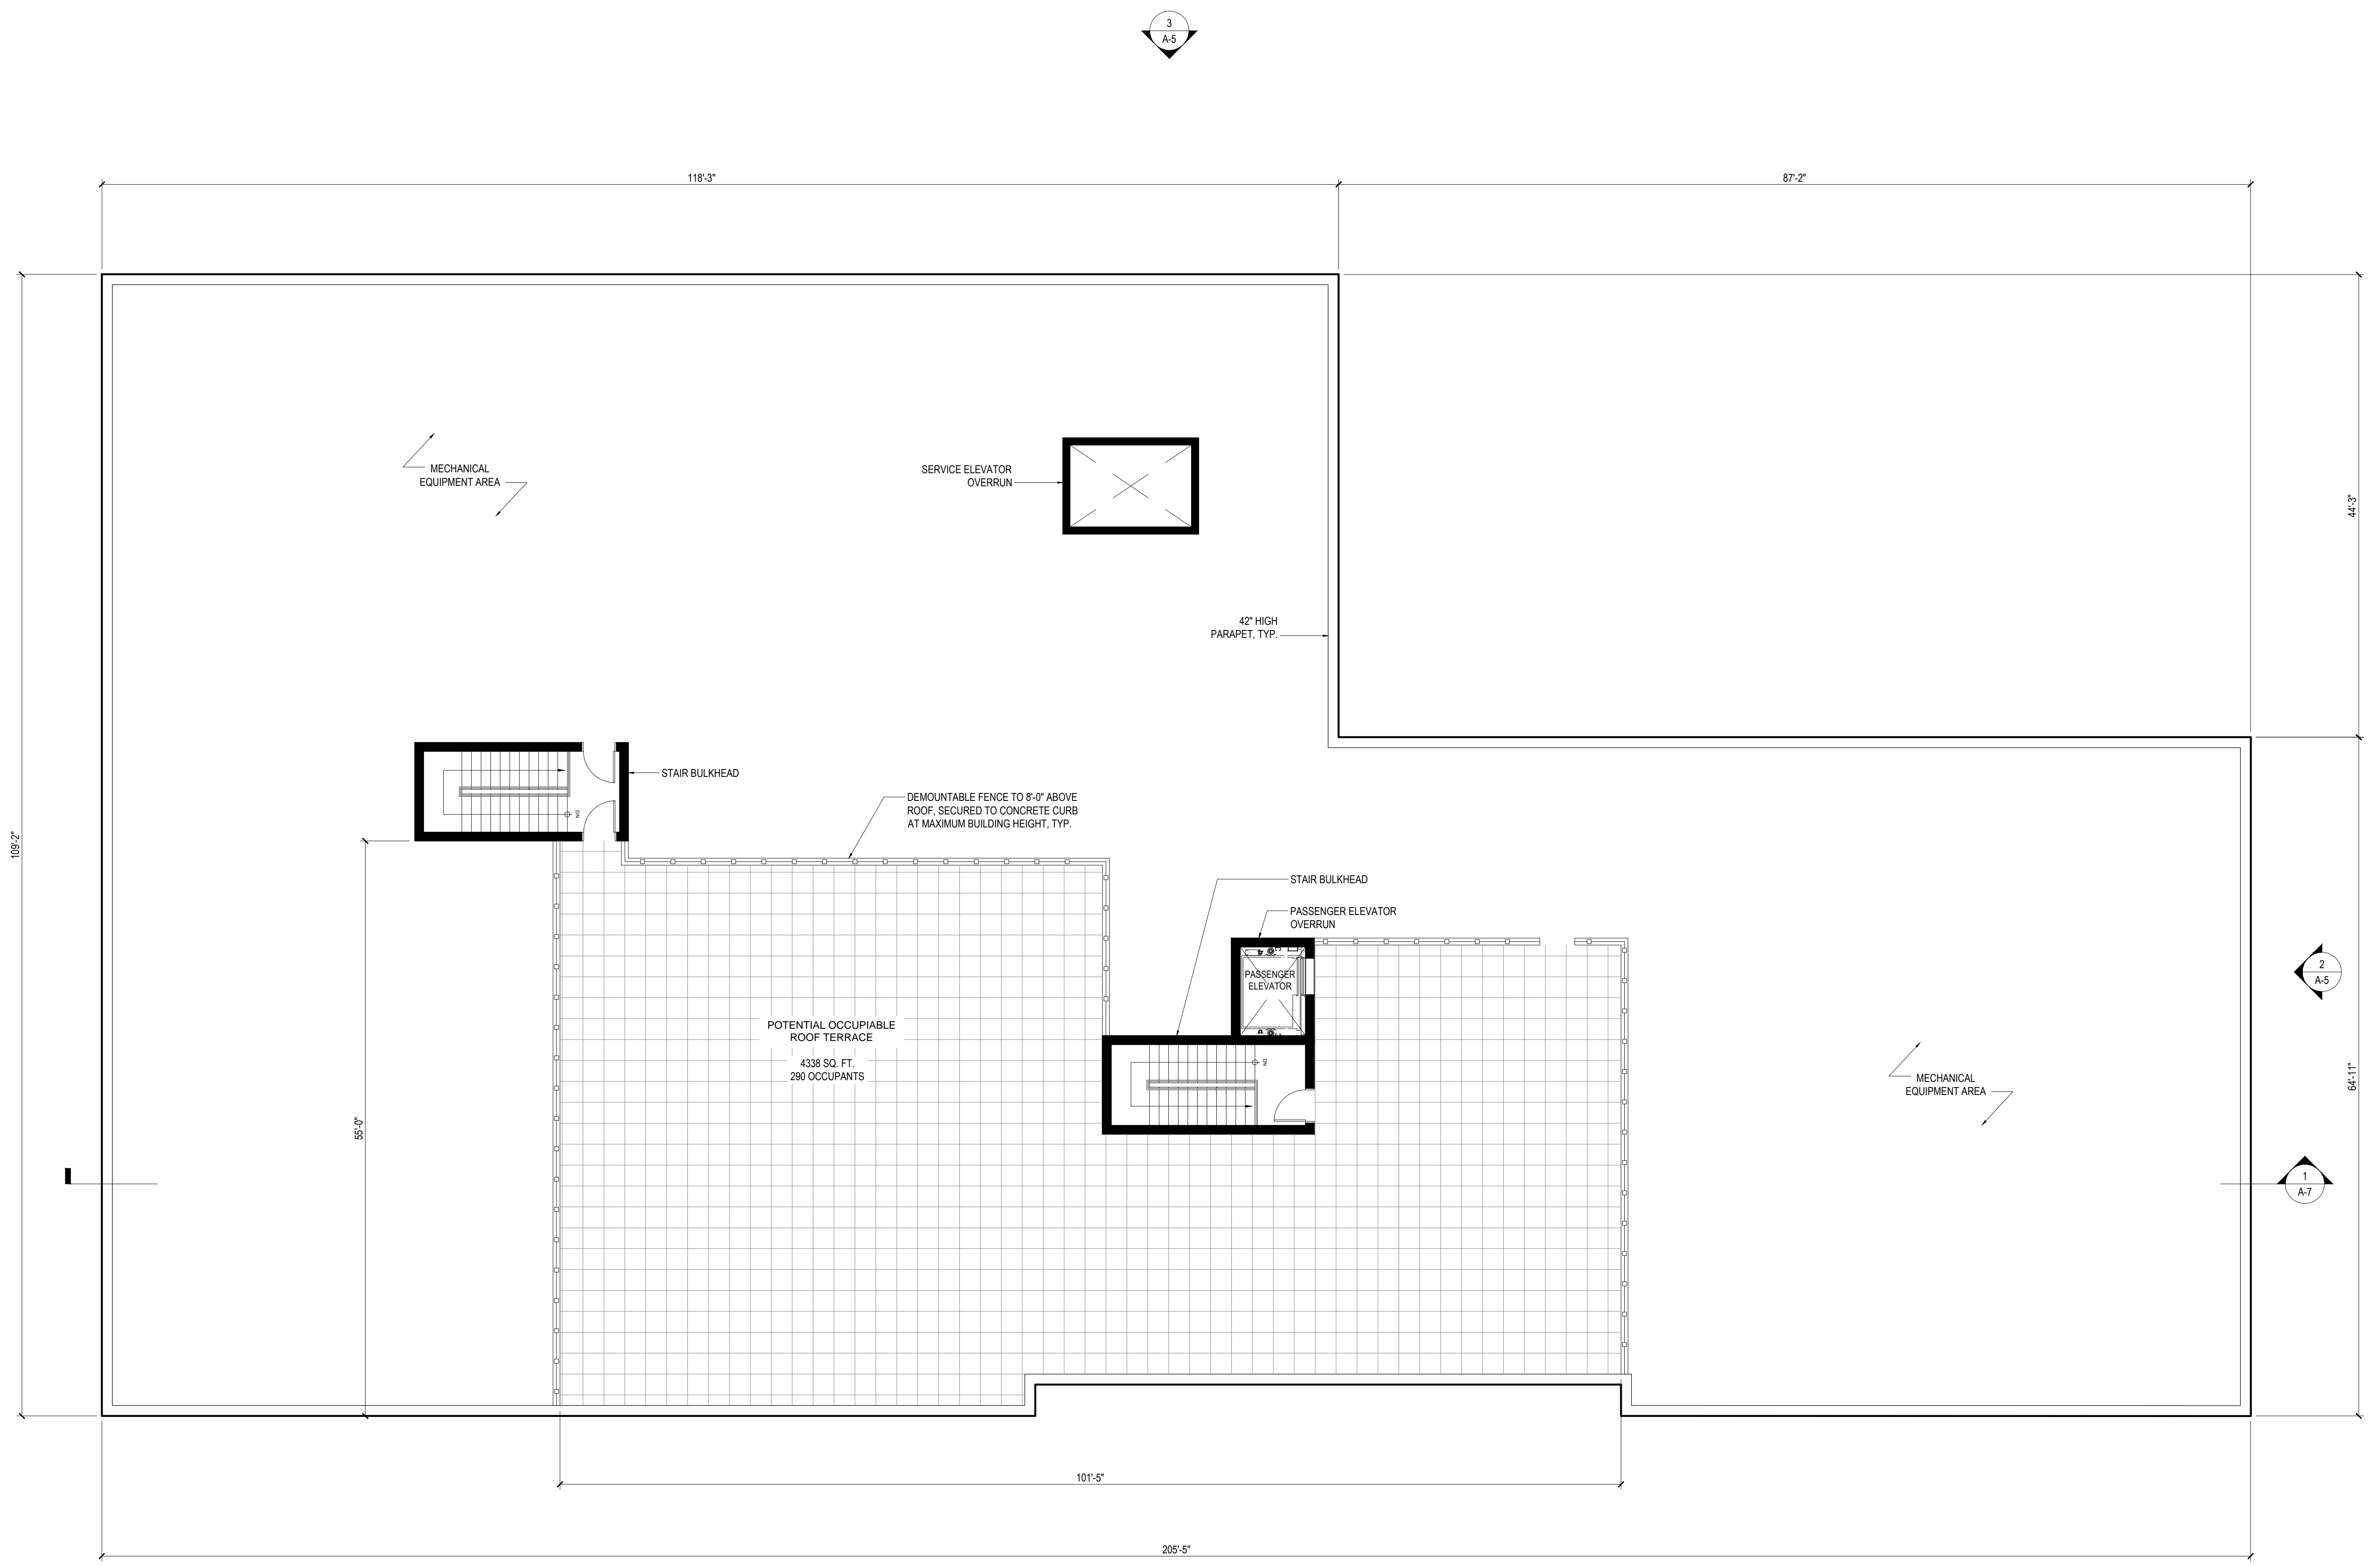 3
A-5
118'-3"
87'-2"
MECHANICAL
EQUIPMENT AREA
SERVICE ELEVATOR
OVERRUN
44'-3"
42" HIGH
PARAPET, TYP.
STAIR BULKHEAD
DN
DEMOUNTABLE FENCE TO 8'-0" ABOVE
ROOF, SECURED TO CONCRETE CURB
AT MAXIMUM BUILDING HEIGHT, TYP.
109'-2"
STAIR BULKHEAD
PASSENGER ELEVATOR
OVERRUN
PASSENGER
ELEVATOR
2
A-5
POTENTIAL OCCUPIABLE
ROOF TERRACE
4338 SQ. FT.
290 OCCUPANTS
DN
MECHANICAL
EQUIPMENT AREA
64'-11"
55'-0"
1
A-7
101'-5"
205'-5"